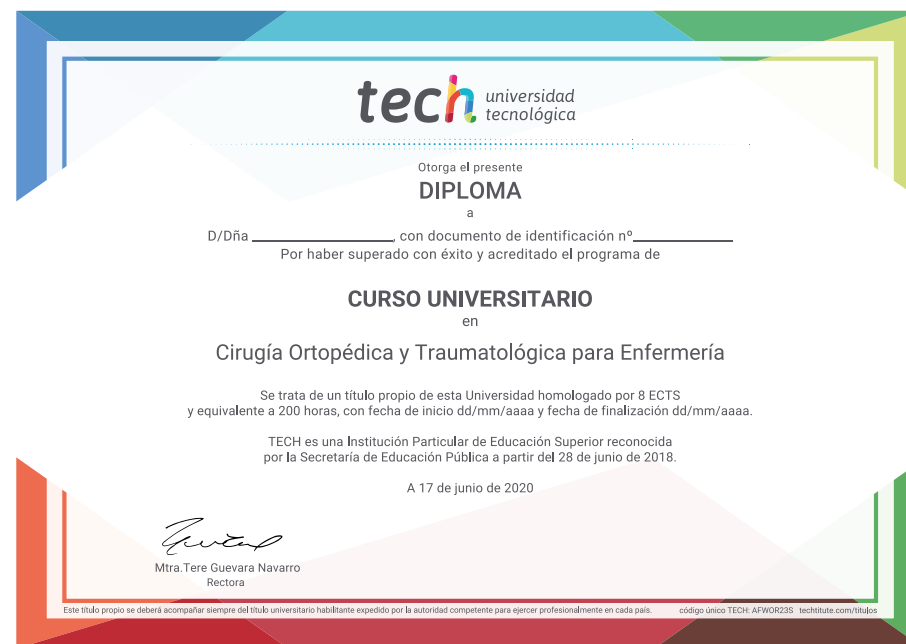 tech universidad
tecnológica
Otorga el presente
DIPLOMA
a
D/Dña ____________, con documento de identificación nº____________
Por haber superado con éxito y acreditado el programa de
CURSO UNIVERSITARIO
en
Cirugía Ortopédica y Traumatológica para Enfermería
Se trata de un título propio de esta Universidad homologado por 8 ECTS
y equivalente a 200 horas, con fecha de inicio dd/mm/aaaa y fecha de finalización dd/mm/aaaa.
TECH es una Institución Particular de Educación Superior reconocida
por la Secretaría de Educación Pública a partir del 28 de junio de 2018.
A 17 de junio de 2020
Mtra.Tere Guevara Navarro
Rectora
Este título propio se deberá acompañar siempre del título universitario habilitante expedido por la autoridad competente para ejercer profesionalmente en cada país. código único TECH: AFWOR23S techtitute.com/titulos